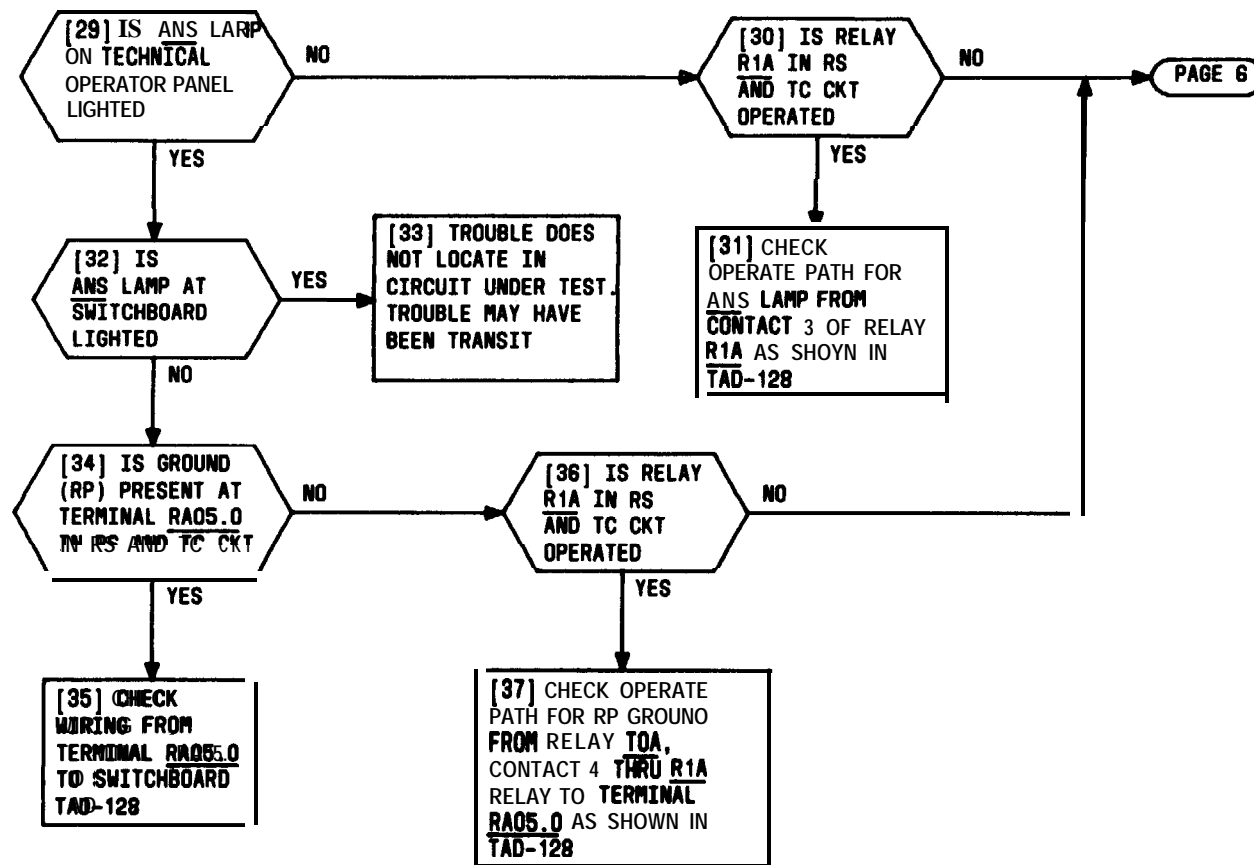 [29] IS ANS LARP
ON TECHNICAL
OPERATOR PANEL
LIGHTED
NO
[30] IS RELAY
R1A IN RS
AND TC CKT
OPERATED
NO
PAGE 6
YES
YES
[32] IS
ANS LAMP AT
SWITCHBOARD
LIGHTED
YES
[33] TROUBLE DOES
NOT LOCATE IN
CIRCUIT UNDER TEST.
TROUBLE MAY HAVE
BEEN TRANSIT
[31] CHECK
OPERATE PATH FOR
ANS LAMP FROM
CONTACT 3 OF RELAY
R1A AS SHOYN IN
TAD-128
NO
[34] IS GROUND
(RP) PRESENT AT
TERMINAL RA05.0
IN RS AND TC CKT
NO
[36] IS RELAY
R1A IN RS
AND TC CKT
OPERATED
NO
YES
YES
[35] CHECK
WIRING FROM
TERMINAL RA05.0
TO SWITCHBOARD
TAD-128
[37] CHECK OPERATE
PATH FOR RP GROUNO
FROM RELAY TOA,
CONTACT 4 THRU R1A
RELAY TO TERMINAL
RA05.0 AS SHOWN IN
TAD-128